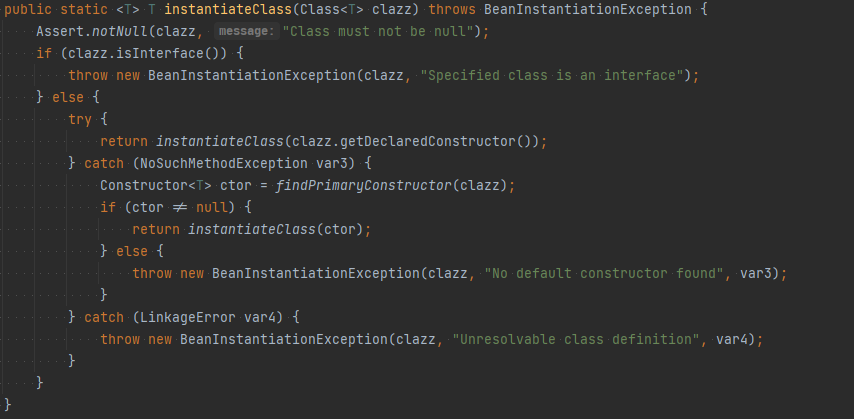 public static <T> T instantiateClass(Class<T> clazz) throws BeanInstantiationException {
    Assert.notNull(clazz, message: "Class must not be null");
    if (clazz.isInterface()) {
        throw new BeanInstantiationException(clazz, "Specified class is an interface");
    } else {
        try {
            return instantiateClass(clazz.getDeclaredConstructor());
        } catch (NoSuchMethodException var3) {
            Constructor<T> ctor = findPrimaryConstructor(clazz);
            if (ctor ≠ null) {
                return instantiateClass(ctor);
            } else {
                throw new BeanInstantiationException(clazz, "No default constructor found", var3);
            }
        } catch (LinkageError var4) {
            throw new BeanInstantiationException(clazz, "Unresolvable class definition", var4);
        }
    }
}